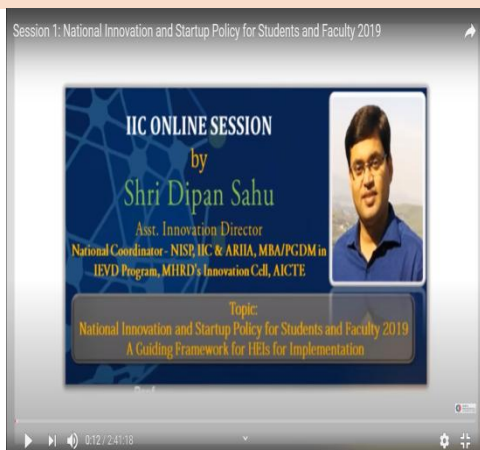 Session 1: National Innovation and Startup Policy for Students and Faculty 2019
IIC ONLINE SESSION
by
Shri Dipan Sahu
Asst. Innovation Director
National Coordinator - NISP, IIC & ARIIA, MBA/PGDM in
IEVD Program, MHRD's Innovation Cell, AICTE
Topic:
National Innovation and Startup Policy for Students and Faculty 2019
A Guiding Framework for HEIs for Implementation
0:12 / 2:41:18